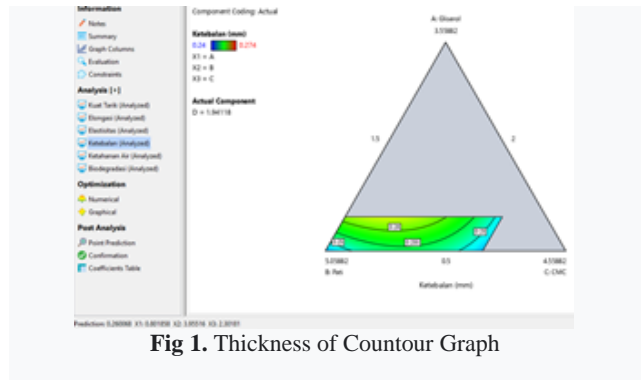 Information
Notes
Summary
Graph Columns
Evaluation
Constraints
Analysis [+]
Kuat Tarik (Analyzed)
Elongasi (Analyzed)
Elastisitas (Analyzed)
Ketebalan (Analyzed)
Ketahanan Air (Analyzed)
Biodegradasi (Analyzed)
Optimization
Numerical
Graphical
Post Analysis
Point Prediction
Confirmation
Coefficients Table
Component Coding: Actual
Ketebalan (mm)
0.24 0.274
X1 = A
X2 = B
X3 = C
Actual Component
D = 1.94118
A: Gliserol
3.55882
1.5
2
5.05882
0.5
4.55882
B: Pati
C: CMC
Ketebalan (mm)
Fig 1. Thickness of Countour Graph